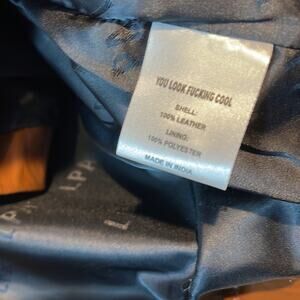 YOU LOOK FUCKING COOL
SHELL:
100% LEATHER
LINING:
100% POLYESTER
MADE IN INDIA